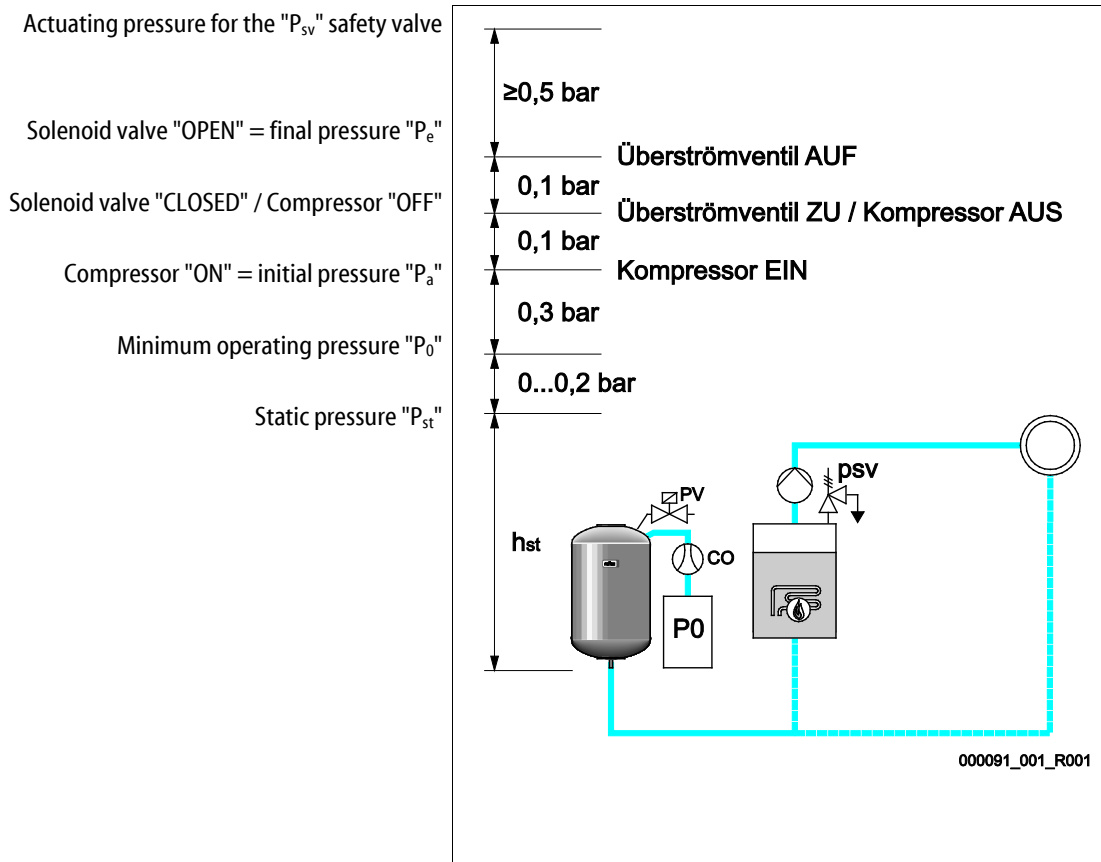 Actuating pressure for the "Psv" safety valve
≥0,5 bar
Solenoid valve "OPEN" = final pressure "Pe"
Überströmventil AUF
0,1 bar
Solenoid valve "CLOSED" / Compressor "OFF"
Überströmventil ZU / Kompressor AUS
0,1 bar
Compressor "ON" = initial pressure "Pa"
Kompressor EIN
0,3 bar
Minimum operating pressure "P0"
0...0,2 bar
Static pressure "Pst"
psv
PV
hst
CO
P0
000091_001_R001